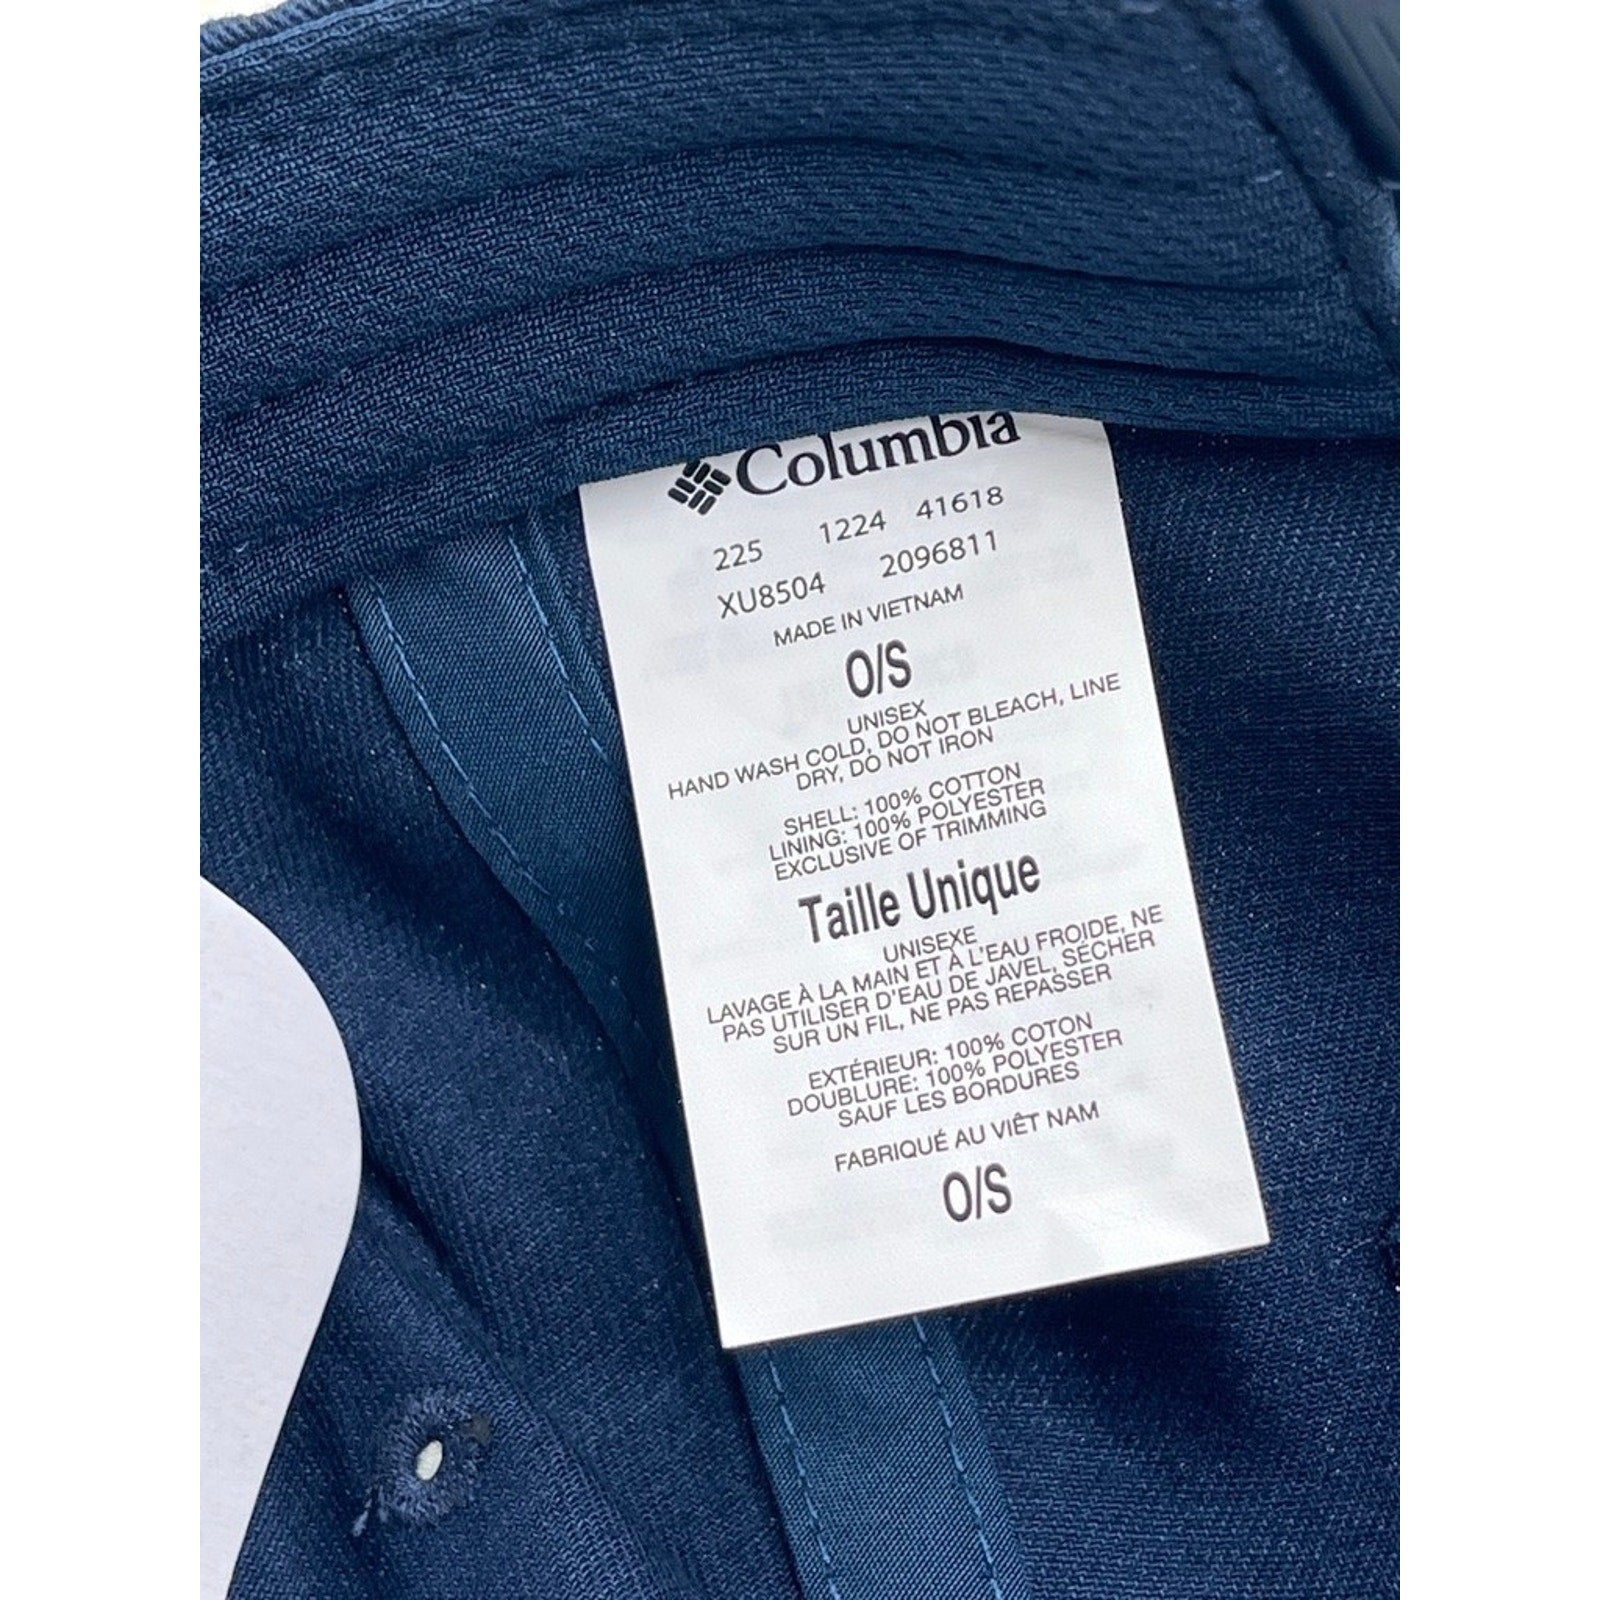 Columbia
225 1224 41618
XU8504 2096811
MADE IN VIETNAM
O/S
UNISEX
HAND WASH COLD, DO NOT BLEACH, LINE
DRY, DO NOT IRON
SHELL: 100% COTTON
LINING: 100% POLYESTER
EXCLUSIVE OF TRIMMING
Taille Unique
UNISEXE
LAVAGE À LA MAIN ET À L'EAU FROIDE, NE
PAS UTILISER D'EAU DE JAVEL, SÉCHER
SUR UN FIL, NE PAS REPASSER
EXTÉRIEUR: 100% COTON
DOUBLURE: 100% POLYESTER
SAUF LES BORDURES
FABRIQUÉ AU VIÊT NAM
O/S